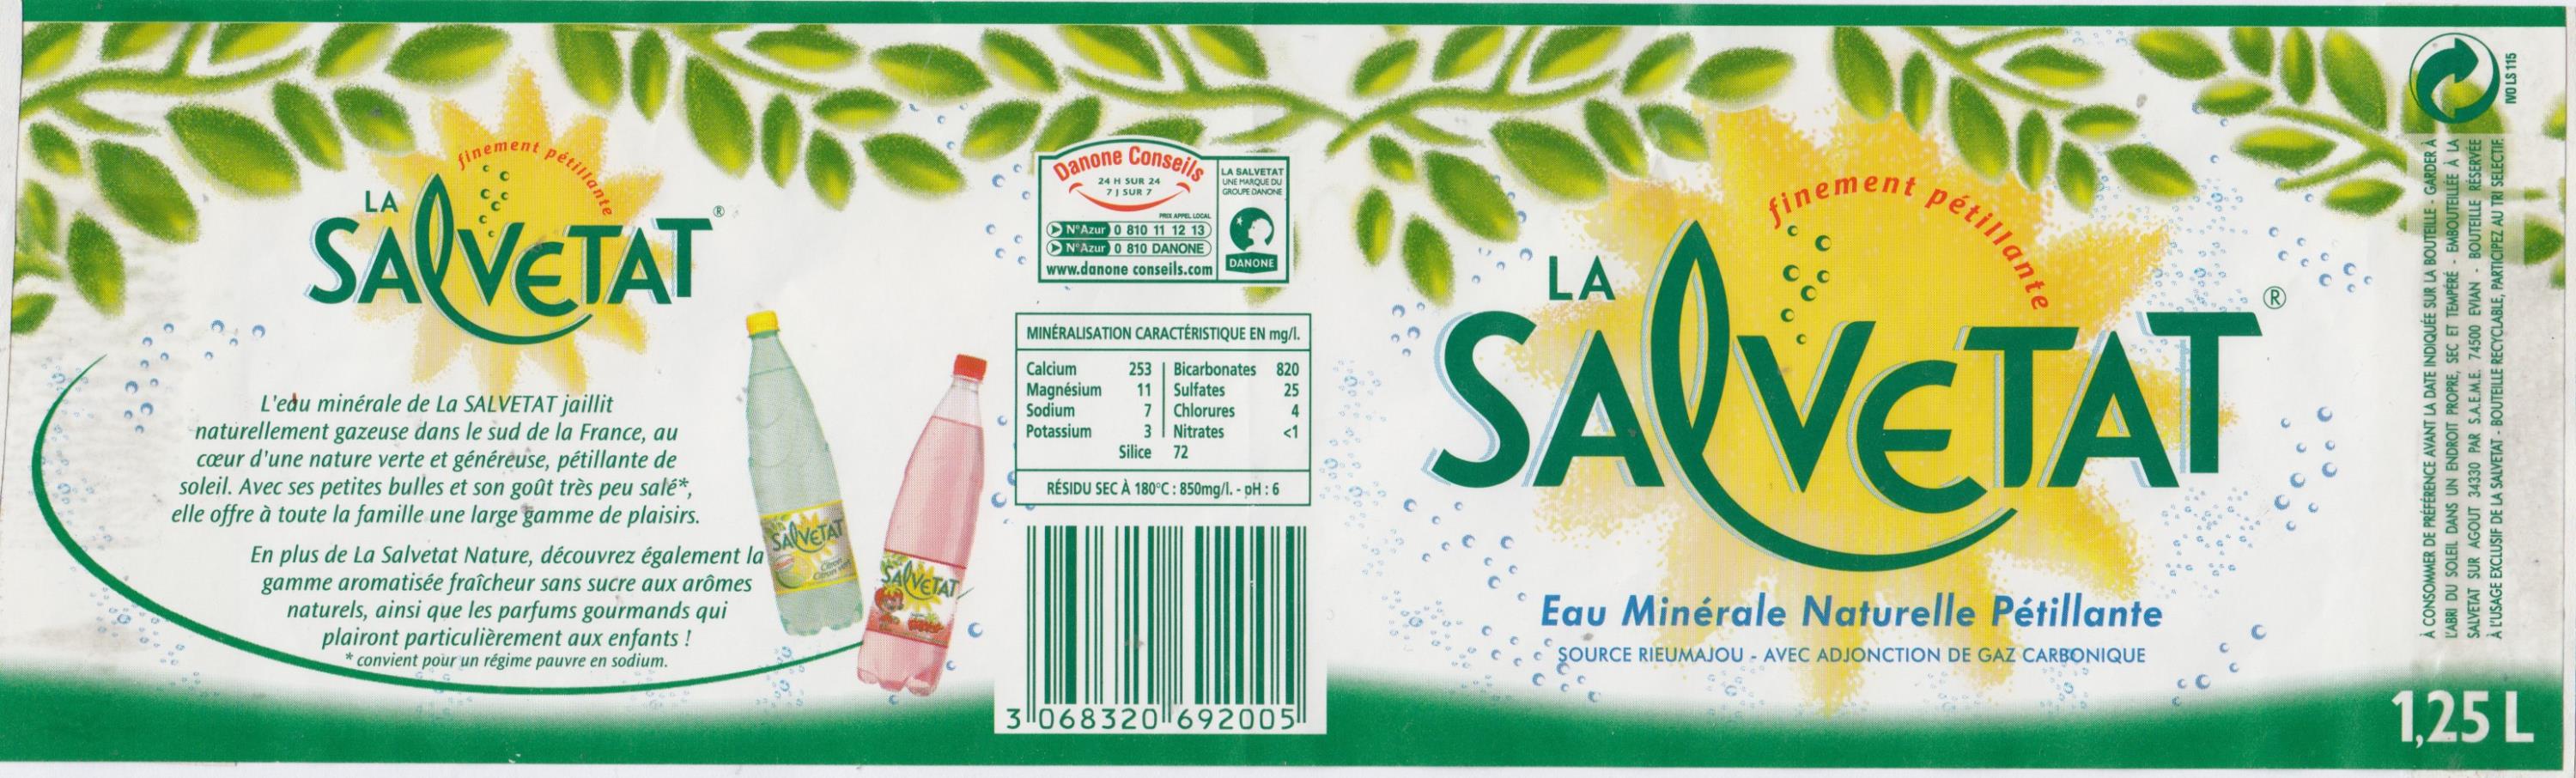 finement pétillante
LA
SALVETAT®
L'eau minérale de La SALVETAT jaillit
naturellement gazeuse dans le sud de la France, au
cœur d'une nature verte et généreuse, pétillante de
soleil. Avec ses petites bulles et son goût très peu salé*,
elle offre à toute la famille une large gamme de plaisirs.
En plus de La Salvetat Nature, découvrez également la
gamme aromatisée fraîcheur sans sucre aux arômes
naturels, ainsi que les parfums gourmands qui
plairont particulièrement aux enfants !
* convient pour un régime pauvre en sodium.
SALVETAT
Citron
Citron vert
SALVETAT
Danone Conseils
24 H SUR 24
7 J SUR 7
PRIX APPEL LOCAL
N°Azur 0 810 11 12 13
N°Azur 0 810 DANONE
www.danone conseils.com
LA SALVETAT
UNE MARQUE DU
GROUPE DANONE
DANONE
MINÉRALISATION CARACTÉRISTIQUE EN mg/l.
Calcium 253 Bicarbonates 820
Magnésium 11 Sulfates 25
Sodium 7 Chlorures 4
Potassium 3 Nitrates <1
Silice 72
RÉSIDU SEC À 180°C : 850mg/l. - pH : 6
3 068320 692005
finement pétillante
LA
SALVETAT®
Eau Minérale Naturelle Pétillante
SOURCE RIEUMAJOU - AVEC ADJONCTION DE GAZ CARBONIQUE
IVO LS 115
À CONSOMMER DE PRÉFÉRENCE AVANT LA DATE INDIQUÉE SUR LA BOUTEILLE - GARDER À
L'ABRI DU SOLEIL DANS UN ENDROIT PROPRE, SEC ET TEMPÉRÉ - EMBOUTEILLÉE À LA
SALVETAT SUR AGOUT 34330 PAR S.A.E.M.E. 74500 EVIAN - BOUTEILLE RÉSERVÉE
À L'USAGE EXCLUSIF DE LA SALVETAT - BOUTEILLE RECYCLABLE, PARTICIPEZ AU TRI SELECTIF.
1,25 L